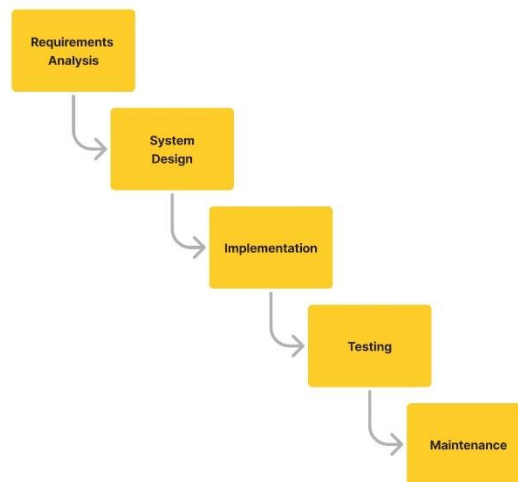 Requirements
Analysis
System
Design
Implementation
Testing
Maintenance